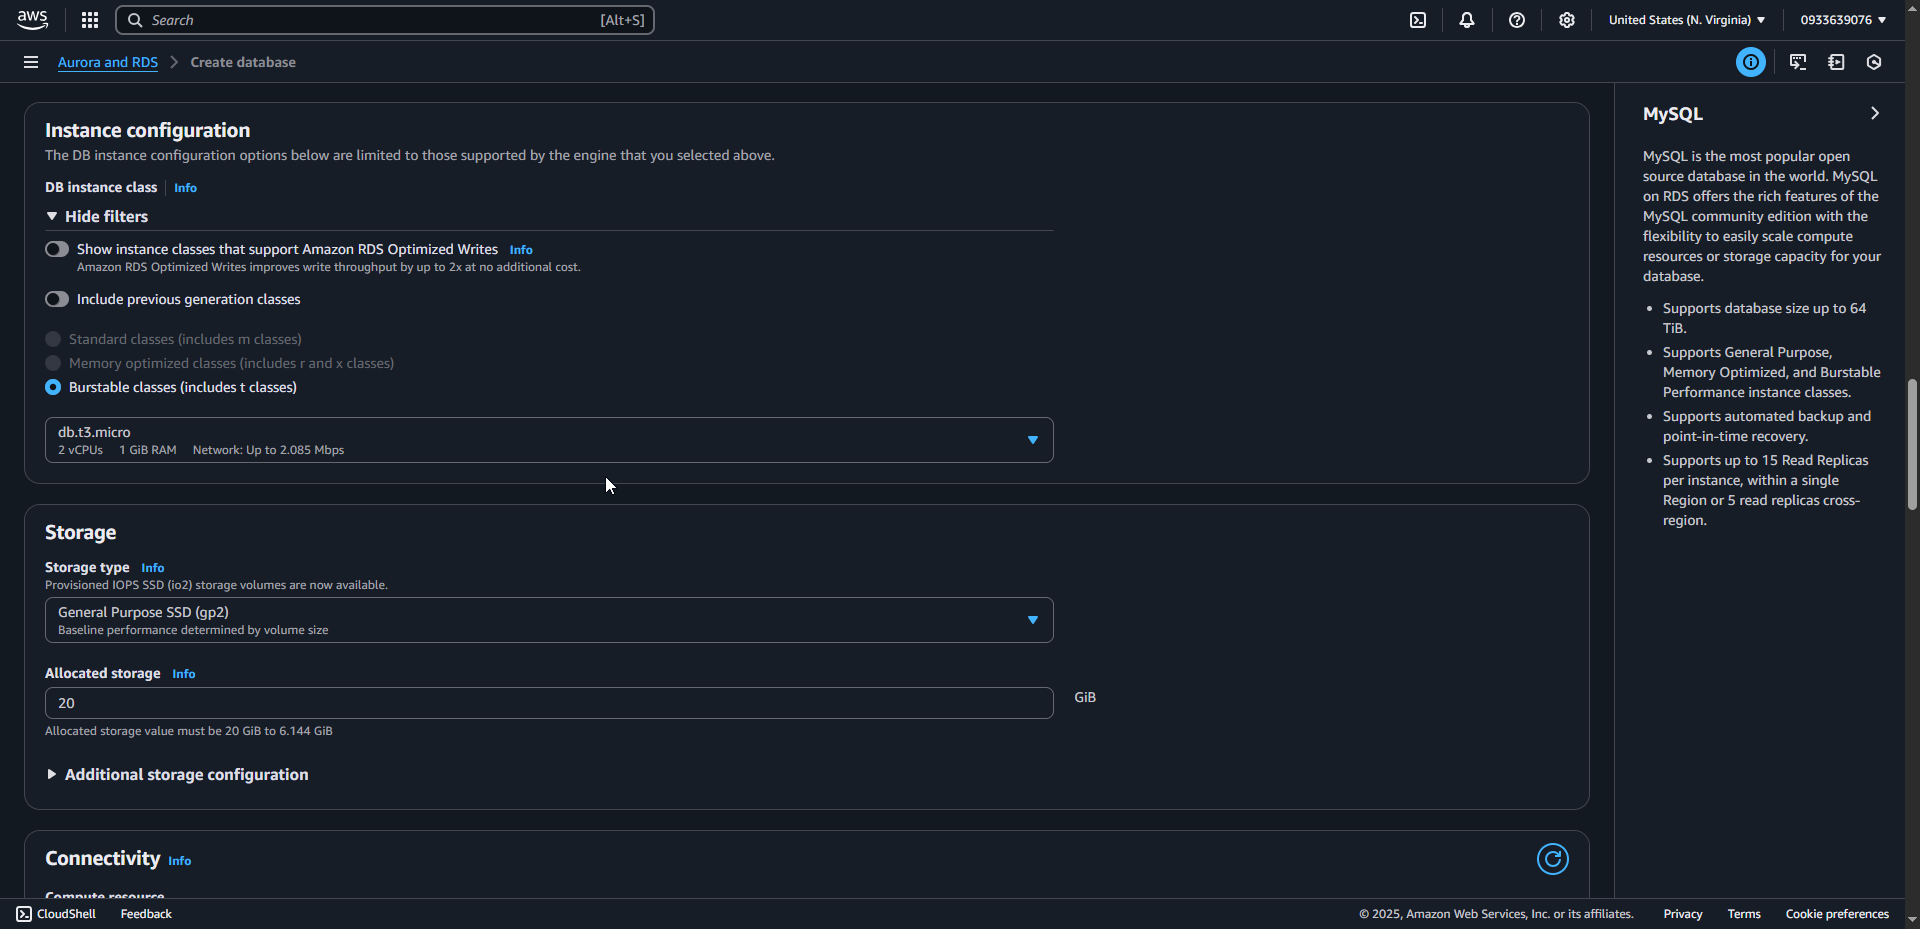 aws
Search [Alt+S]
United States (N. Virginia)
0933639076
Aurora and RDS
Create database
Instance configuration
The DB instance configuration options below are limited to those supported by the engine that you selected above.
DB instance class Info
Hide filters
Show instance classes that support Amazon RDS Optimized Writes Info
Amazon RDS Optimized Writes improves write throughput by up to 2x at no additional cost.
Include previous generation classes
Standard classes (includes m classes)
Memory optimized classes (includes r and x classes)
Burstable classes (includes t classes)
db.t3.micro
2 vCPUs 1 GiB RAM Network: Up to 2.085 Mbps
Storage
Storage type Info
Provisioned IOPS SSD (io2) storage volumes are now available.
General Purpose SSD (gp2)
Baseline performance determined by volume size
Allocated storage Info
20
GiB
Allocated storage value must be 20 GiB to 6.144 GiB
Additional storage configuration
Connectivity Info
Compute resource
MySQL
MySQL is the most popular open
source database in the world. MySQL
on RDS offers the rich features of the
MySQL community edition with the
flexibility to easily scale compute
resources or storage capacity for your
database.
Supports database size up to 64
TiB.
Supports General Purpose,
Memory Optimized, and Burstable
Performance instance classes.
Supports automated backup and
point-in-time recovery.
Supports up to 15 Read Replicas
per instance, within a single
Region or 5 read replicas cross-
region.
CloudShell
Feedback
© 2025, Amazon Web Services, Inc. or its affiliates.
Privacy
Terms
Cookie preferences